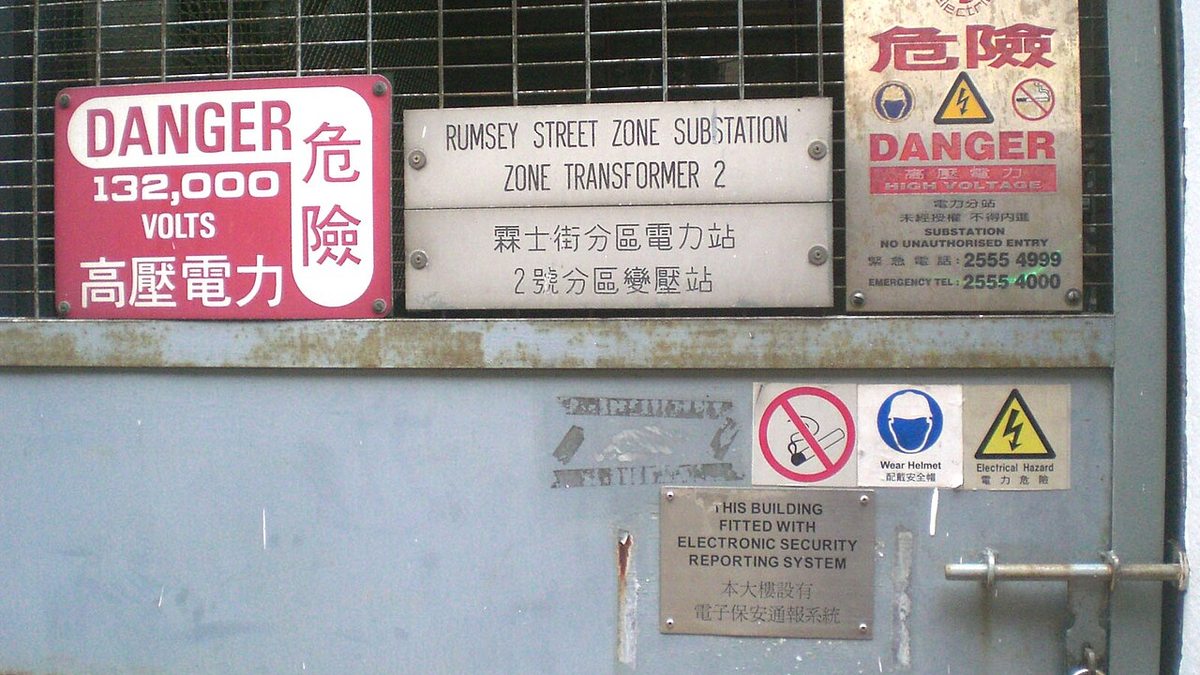 DANGER
132,000
VOLTS
高壓電力
危險
RUMSEY STREET ZONE SUBSTATION
ZONE TRANSFORMER 2
霖士街分區電力站
2號分區變壓站
危險
DANGER
高壓電力
HIGH VOLTAGE
電力分站
未經授權 不得內進
SUBSTATION
NO UNAUTHORISED ENTRY
緊急電話:2555 4999
EMERGENCY TEL:2555 4000
Wear Helmet
配戴安全帽
Electrical Hazard
電力危險
THIS BUILDING
FITTED WITH
ELECTRONIC SECURITY
REPORTING SYSTEM
本大樓設有
電子保安通報系統